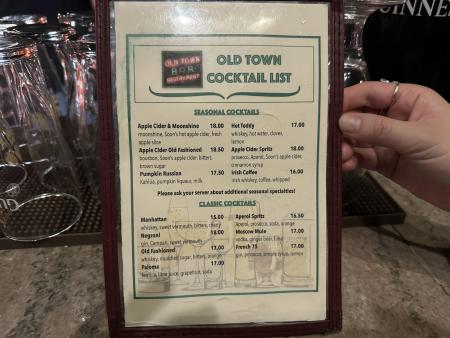 OLD TOWN
BAR
RESTAURANT
OLD TOWN
COCKTAIL LIST
SEASONAL COCKTAILS
Apple Cider & Moonshine 18.00
moonshine, Soon's hot apple cider, fresh
apple slice
Apple Cider Old Fashioned 18.50
bourbon, Soon's apple cider, bitters,
brown sugar
Pumpkin Russian 17.50
Kahlua, pumpkin liqueur, milk
Hot Toddy 17.00
whiskey, hot water, cloves,
lemon
Apple Cider Spritz 18.00
prosecco, Aperol, Soon's apple cider,
cinnamon syrup
Irish Coffee 16.00
Irish whiskey, coffee, whipped
Please ask your server about additional seasonal specialties!
CLASSIC COCKTAILS
Manhattan 15.00
whiskey, sweet vermouth, bitters, cherry
Negroni 18.00
gin, Campari, sweet vermouth
Old Fashioned
whiskey, muddled sugar, bitters, orange
Paloma 17.00
lime juice, grapefruit, soda
Aperol Spritz 16.50
Aperol, prosecco, soda, orange
Moscow Mule 17.00
vodka, ginger beer, lime
French 75 17.00
gin, prosecco, simple syrup, lemon
GUINNES